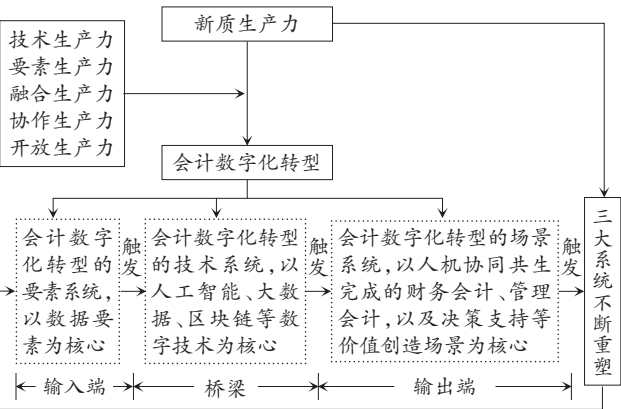 新质生产力
技术生产力
要素生产力
融合生产力
协作生产力
开放生产力
会计数字化转型
会计数字
化转型的
要素系统,
以数据要
素为核心
触发
会计数字化转型
的技术系统,以
人工智能、大数
据、区块链等数
字技术为核心
触发
会计数字化转型的场景
系统,以人机协同共生
完成的财务会计、管理
会计,以及决策支持等
价值创造场景为核心
触发
三大系统不断重塑
输入端
桥梁
输出端